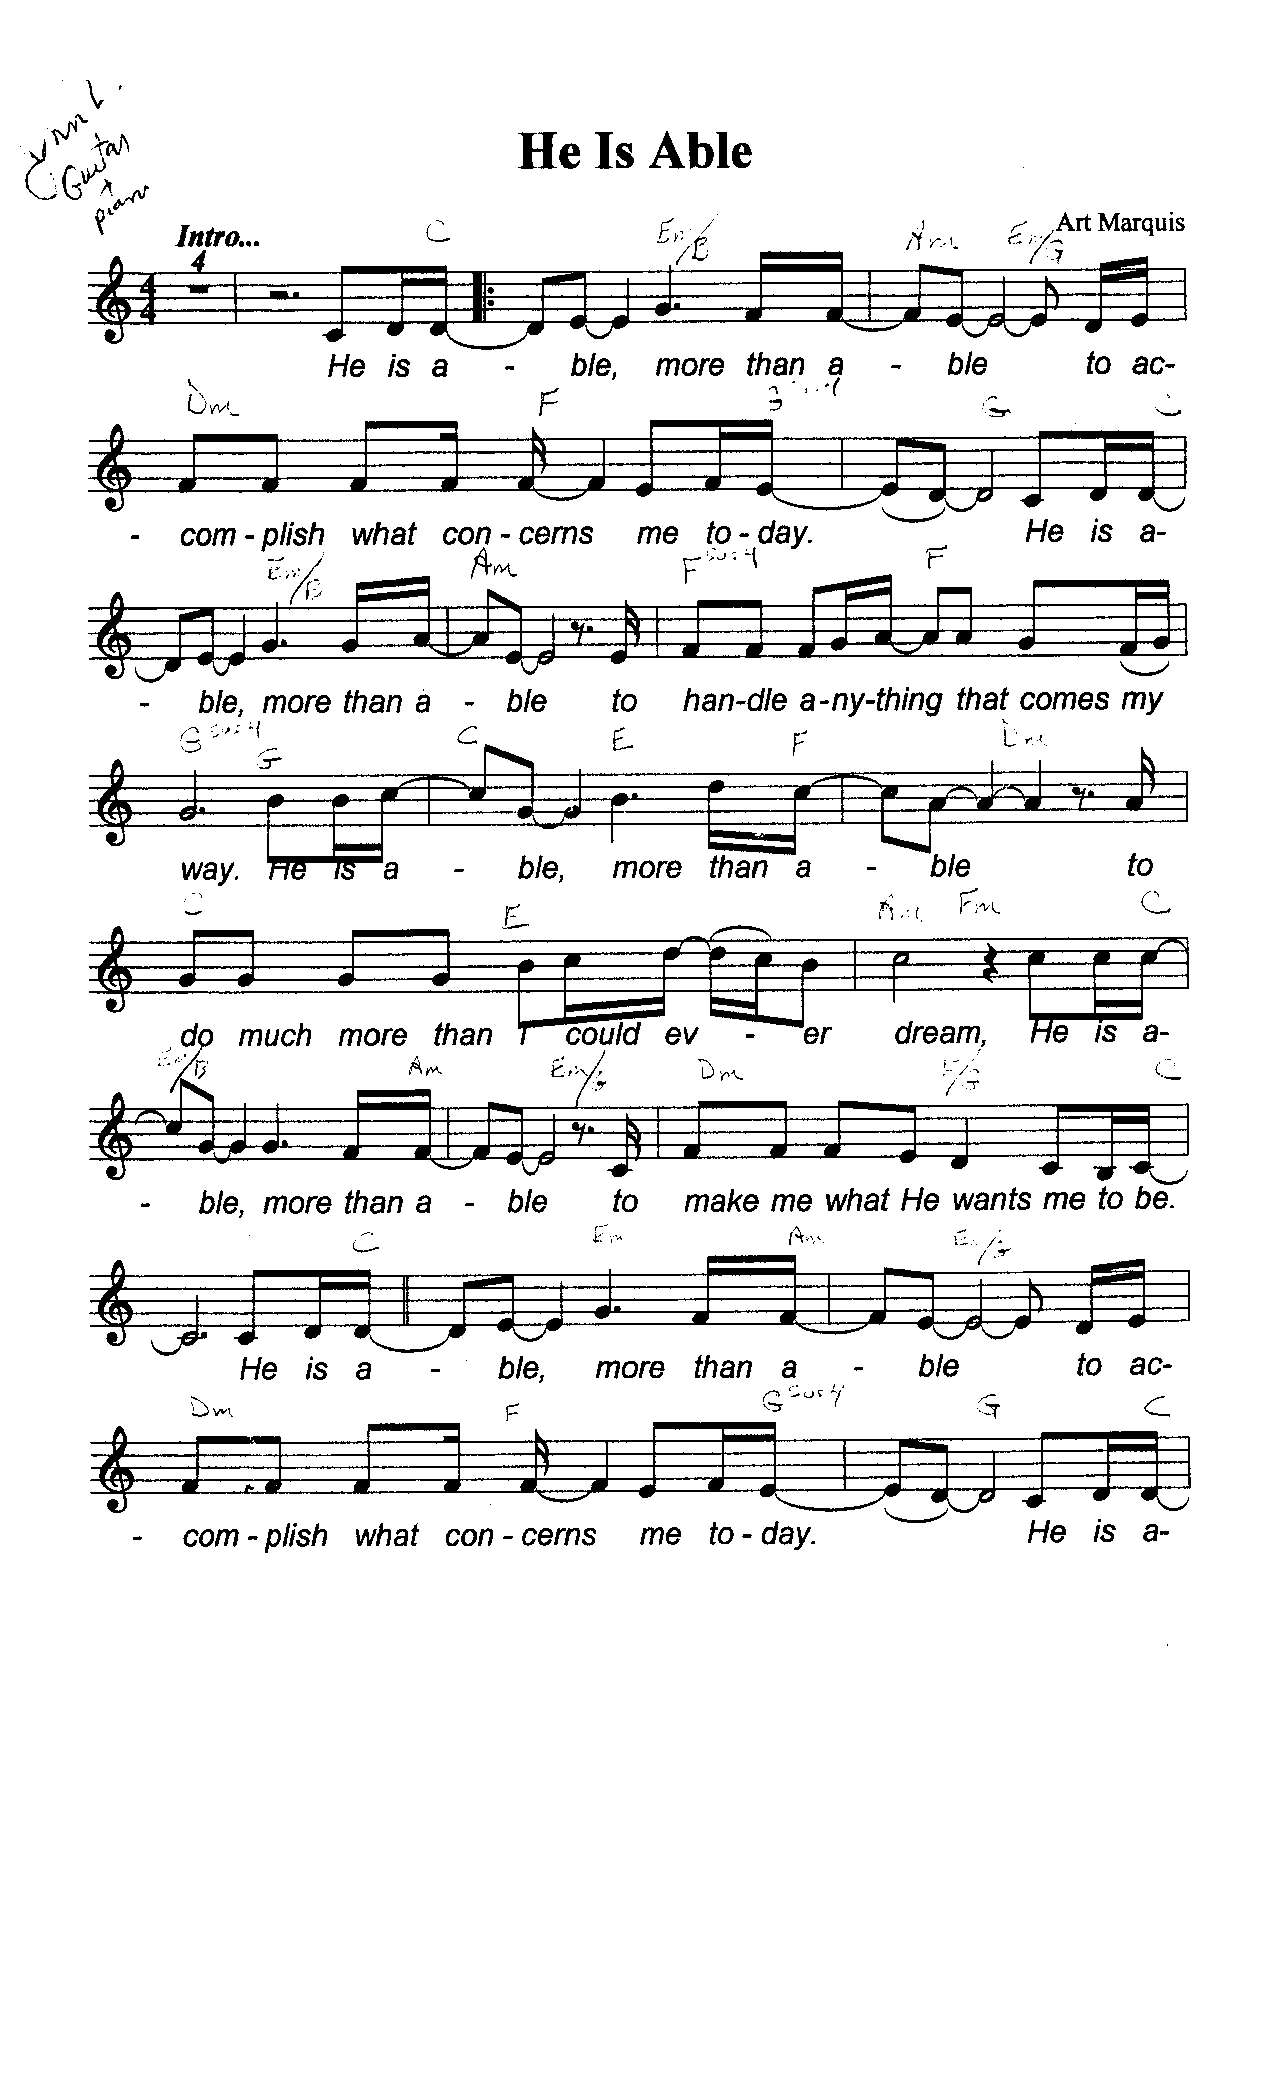 Guitar
+
piano
He Is Able
Art Marquis
Intro...
C Em/B Am Em/G
4
4
4
He is a - ble, more than a - ble to ac-
Dm F Gsus4 G C
- com - plish what con - cerns me to - day. He is a-
Em/B Am Fsus4 F
- ble, more than a - ble to han-dle a-ny-thing that comes my
Gsus4 G C E F Dm
way. He is a - ble, more than a - ble to
C E Am Fm C
do much more than I could ev - er dream, He is a-
Em/B Am Em/G Dm F/G C
- ble, more than a - ble to make me what He wants me to be.
C Em Am Em/G
He is a - ble, more than a - ble to ac-
Dm F Gsus4 G C
- com - plish what con - cerns me to - day. He is a-